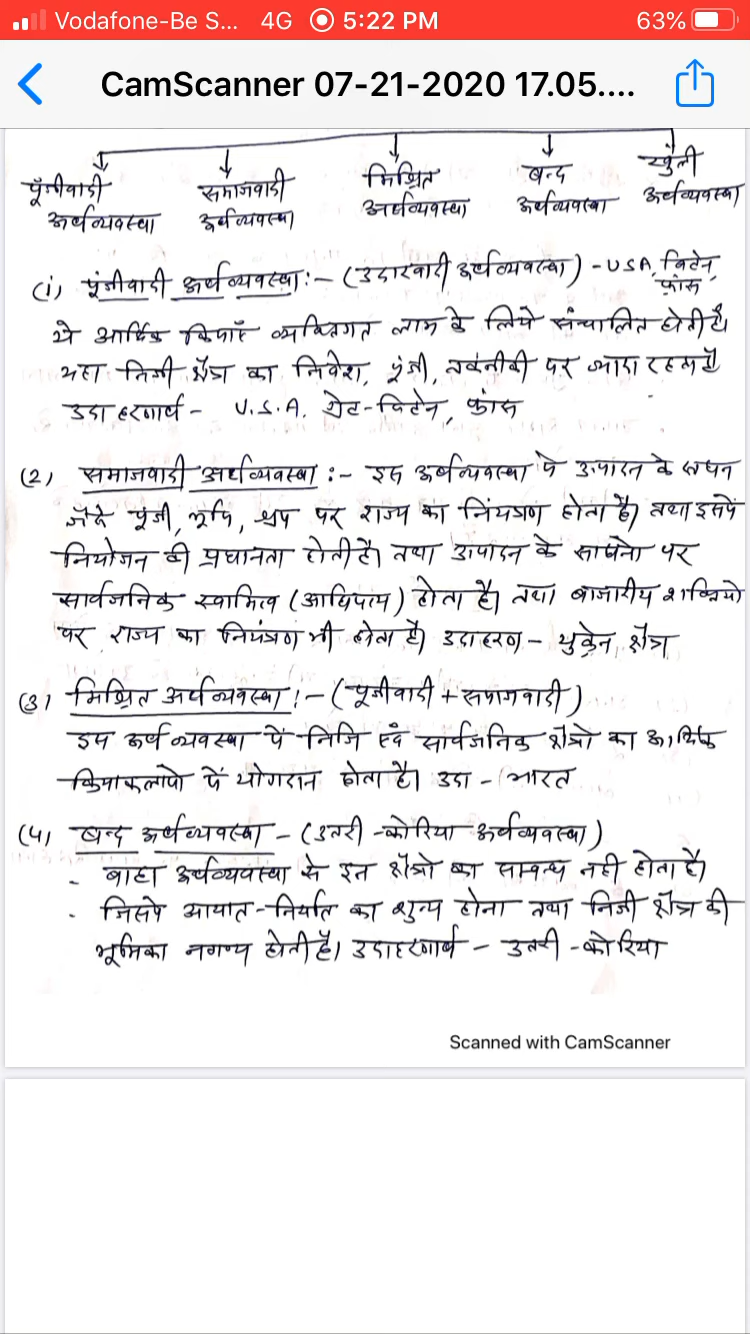 Vodafone-Be S... 4G 5:22 PM 63%
CamScanner 07-21-2020 17.05....
पूँजीवादी समाजवादी मिश्रित बन्द खुली
अर्थव्यवस्था अर्थव्यवस्था अर्थव्यवस्था अर्थव्यवस्था अर्थव्यवस्था
(i) पूंजीवादी अर्थव्यवस्था:- (उदारवादी अर्थव्यवस्था) - USA, ब्रिटेन,
फ्रांस
ये आर्थिक क्रियाएँ व्यक्तिगत लाभ के लिये संचालित होती है।
यहा निजी क्षेत्र का निवेश, पूंजी, तकनीकी पर ज्यादा रहता है
उदाहरणार्थ - U.S.A. ग्रेट-ब्रिटेन, फ्रांस
(2) समाजवादी अर्थव्यवस्था :- इस अर्थव्यवस्था मे उत्पादन के साधन
जैसे पूंजी, भूमि, श्रम पर राज्य का नियंत्रण होता है। तथा इसमें
नियोजन की प्रधानता होती है। तथा उत्पादन के साधनो पर
सार्वजनिक स्वामित्व (आधिपत्य) होता है। तथा बाजारीय शक्तियो
पर राज्य का नियंत्रण भी होता है। उदाहरण - युक्रेन, क्षेत्र
(3) मिश्रित अर्थव्यवस्था :- (पूंजीवादी + समाजवादी)
इस अर्थव्यवस्था में निजि एवं सार्वजनिक क्षेत्रो का आर्थिक
क्रियाकलापो में योगदान होता है। उदा - भारत
(4) बन्द अर्थव्यवस्था - (उतरी -कोरिया अर्थव्यवस्था)
- बाहा अर्थव्यवस्था से इन क्षेत्रो का सम्बन्ध नही होता है।
- जिसमे आयात-निर्यात का शुन्य होना तथा निजी क्षेत्र की
भूमिका नगण्य होती है। उदाहरणार्थ - उतरी -कोरिया
Scanned with CamScanner